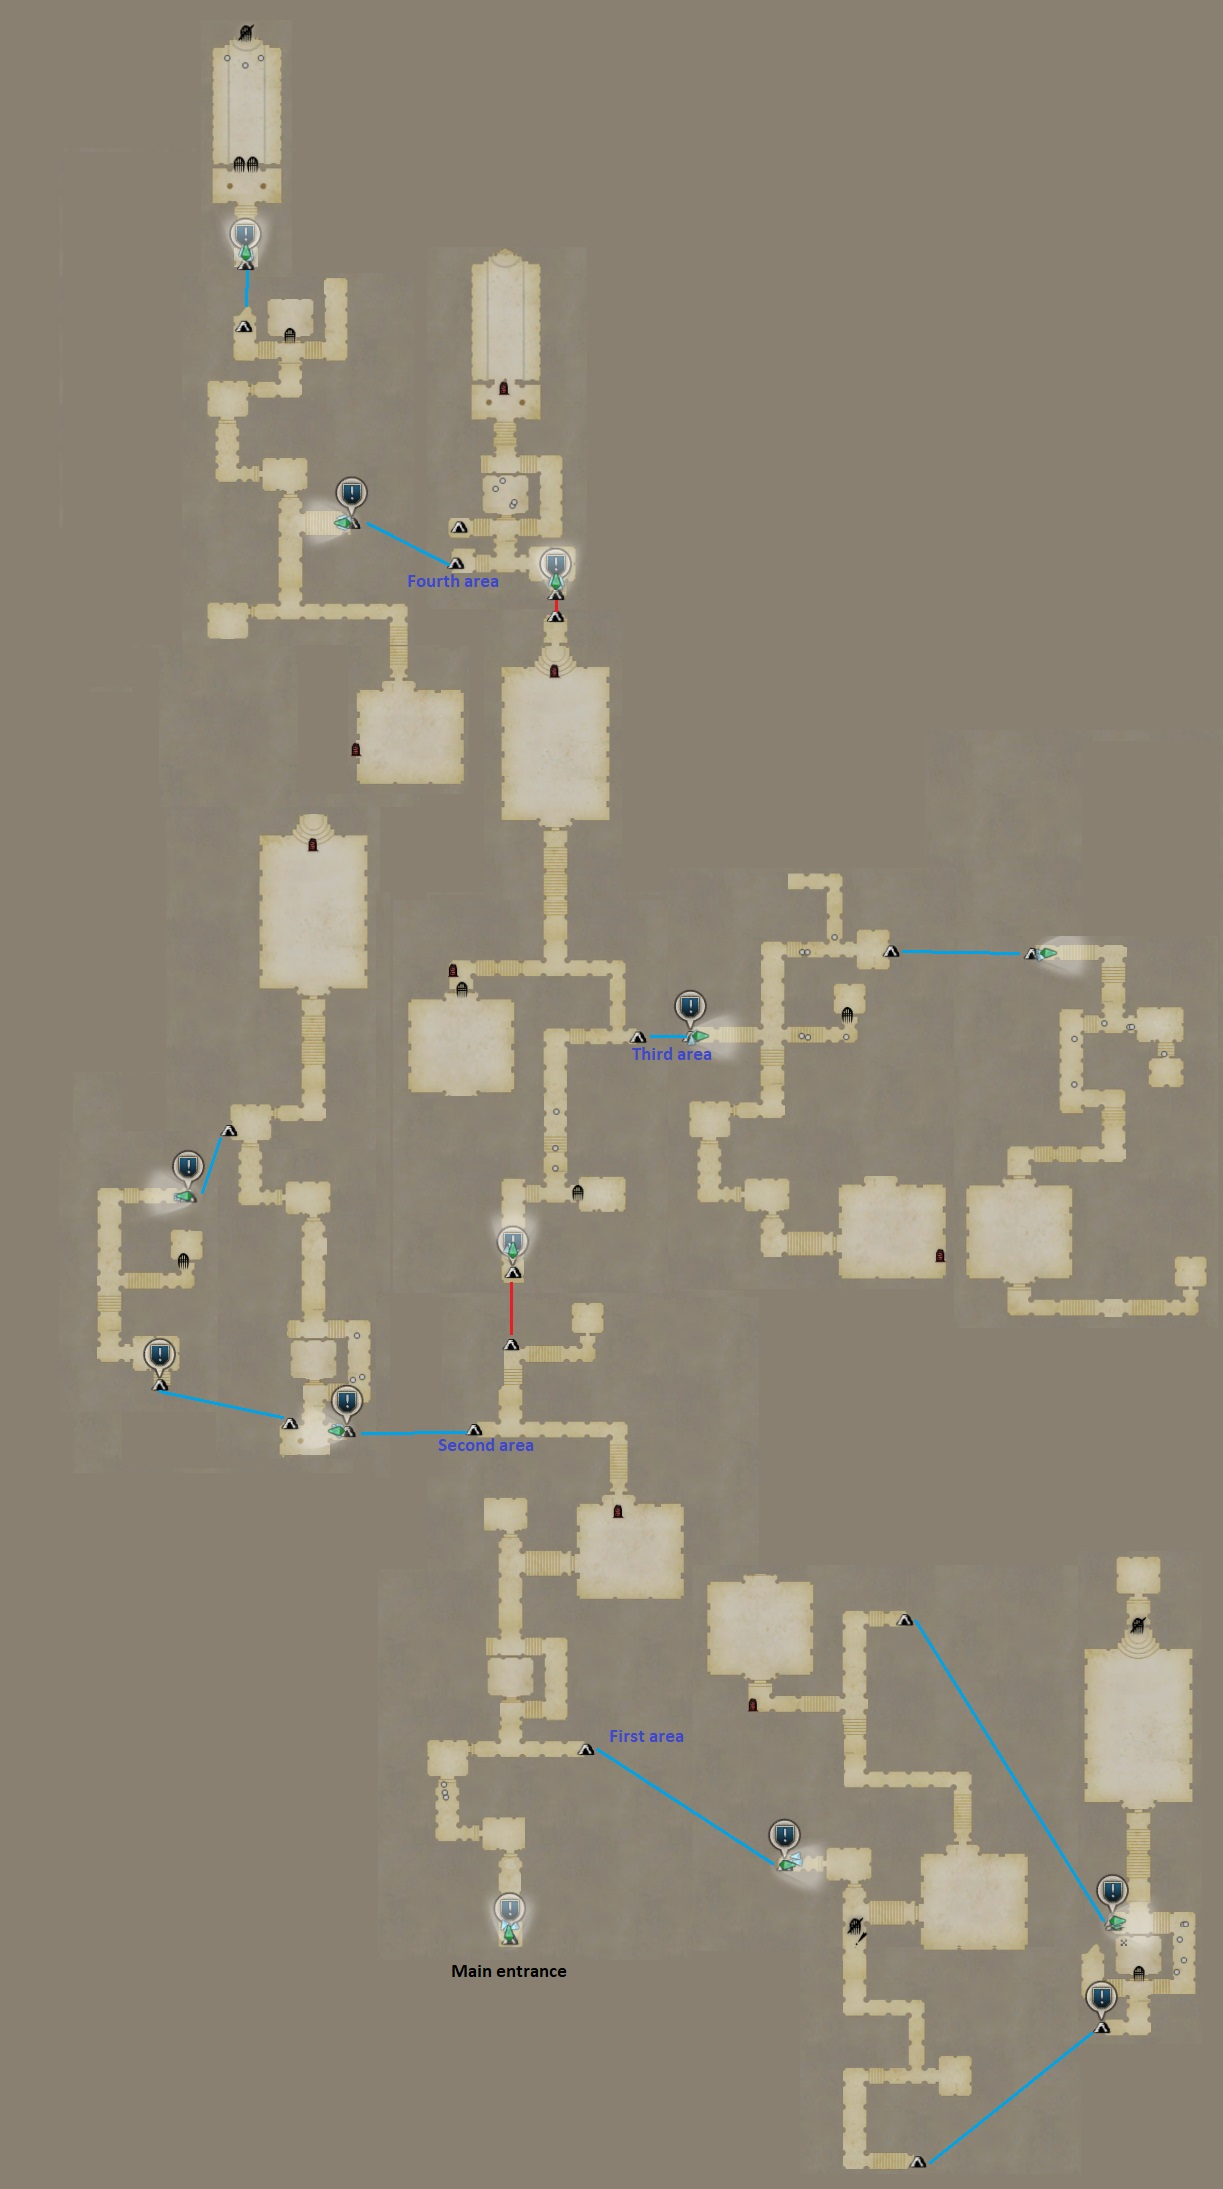 Fourth area
Third area
Second area
First area
Main entrance